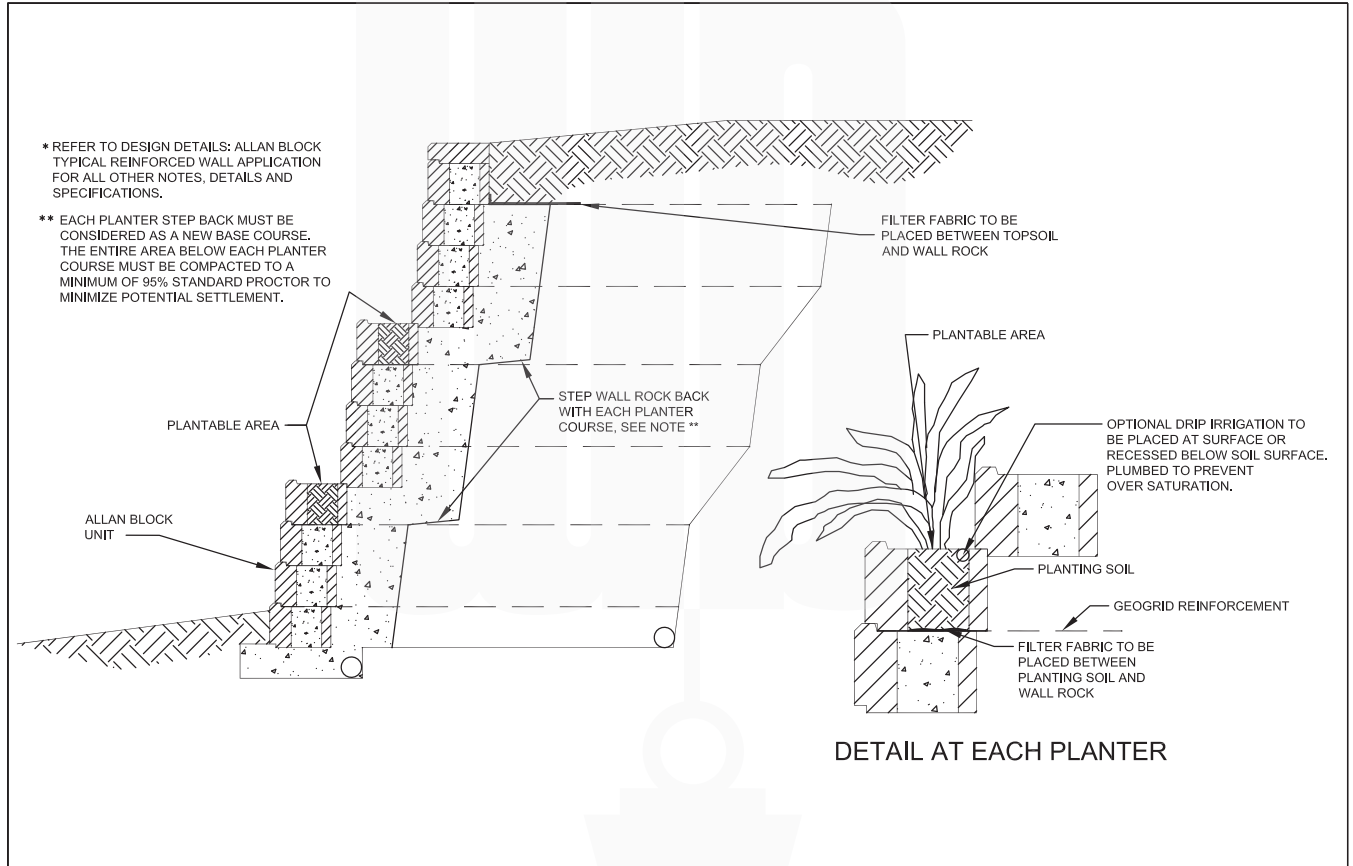 * REFER TO DESIGN DETAILS: ALLAN BLOCK
TYPICAL REINFORCED WALL APPLICATION
FOR ALL OTHER NOTES, DETAILS AND
SPECIFICATIONS.
** EACH PLANTER STEP BACK MUST BE
CONSIDERED AS A NEW BASE COURSE.
THE ENTIRE AREA BELOW EACH PLANTER
COURSE MUST BE COMPACTED TO A
MINIMUM OF 95% STANDARD PROCTOR TO
MINIMIZE POTENTIAL SETTLEMENT.
PLANTABLE AREA
ALLAN BLOCK
UNIT
FILTER FABRIC TO BE
PLACED BETWEEN TOPSOIL
AND WALL ROCK
STEP WALL ROCK BACK
WITH EACH PLANTER
COURSE, SEE NOTE **
PLANTABLE AREA
OPTIONAL DRIP IRRIGATION TO
BE PLACED AT SURFACE OR
RECESSED BELOW SOIL SURFACE.
PLUMBED TO PREVENT
OVER SATURATION.
PLANTING SOIL
GEOGRID REINFORCEMENT
FILTER FABRIC TO BE
PLACED BETWEEN
PLANTING SOIL AND
WALL ROCK
DETAIL AT EACH PLANTER